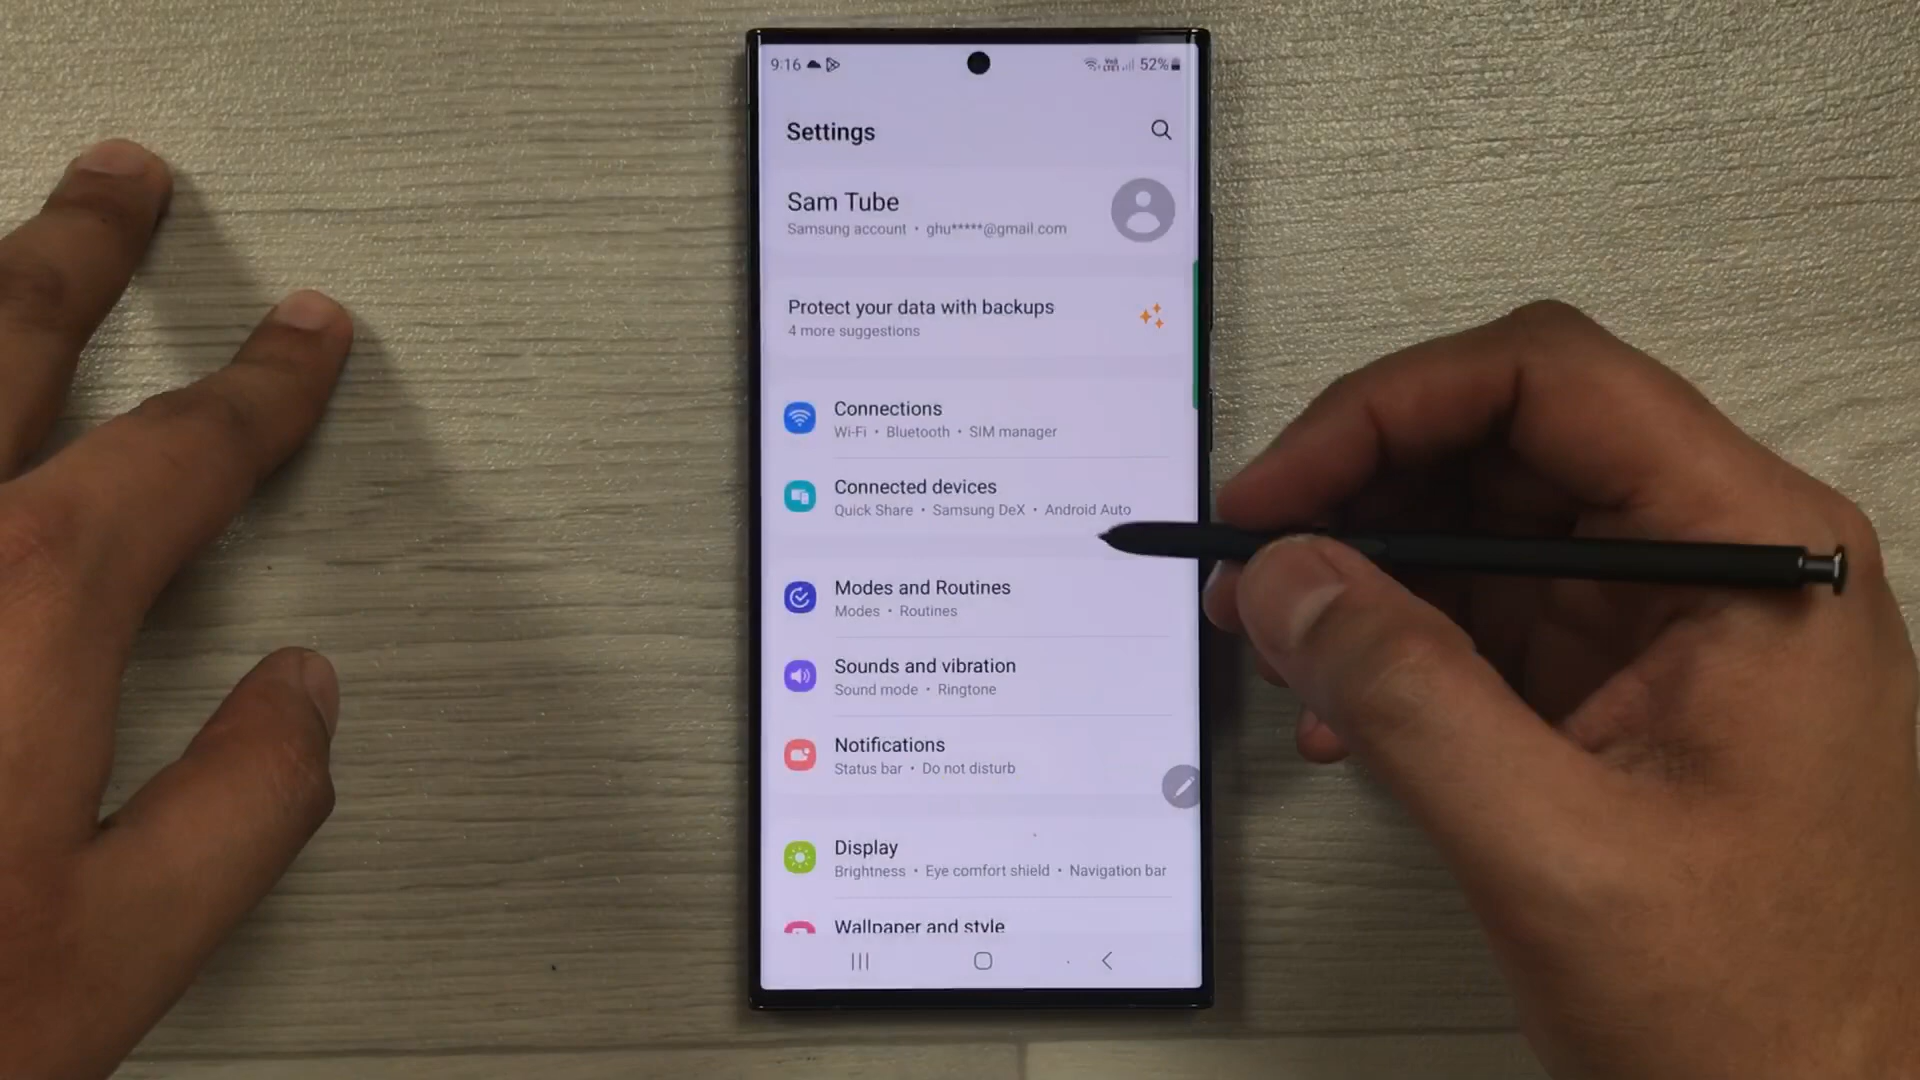 9:16
Vo))
LTE1
52%
Settings
Sam Tube
Samsung account • ghu*****@gmail.com
Protect your data with backups
4 more suggestions
Connections
Wi-Fi • Bluetooth • SIM manager
Connected devices
Quick Share • Samsung DeX • Android Auto
Modes and Routines
Modes • Routines
Sounds and vibration
Sound mode • Ringtone
Notifications
Status bar • Do not disturb
Display
Brightness • Eye comfort shield • Navigation bar
Wallpaper and style